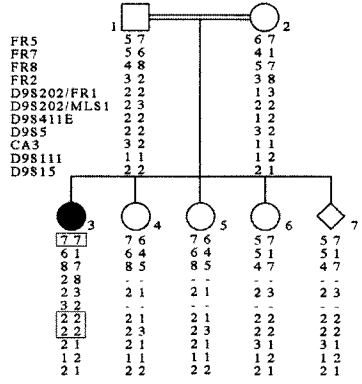 1 2
FR5 5 7 6 7
FR7 5 6 4 1
FR8 4 8 5 7
FR2 3 2 3 8
D9S202/FR1 2 2 1 3
D9S202/MLS1 2 3 2 2
D9S411E 2 2 1 2
D9S5 2 2 3 2
CA3 3 2 1 1
D9S111 1 1 1 2
D9S15 2 2 2 1
3 4 5 6 7
7 7 7 6 7 6 5 7 5 7
6 1 6 4 6 4 5 1 5 1
8 7 8 5 8 5 4 7 4 7
2 8 - - - - - - - -
2 3 2 1 2 1 2 3 2 3
3 2 - - - - - - - -
2 2 2 1 2 1 2 2 2 2
2 2 2 3 2 3 2 2 2 2
2 1 2 1 2 1 3 1 3 1
1 2 1 1 1 1 1 2 1 2
2 1 2 2 2 2 2 1 2 1